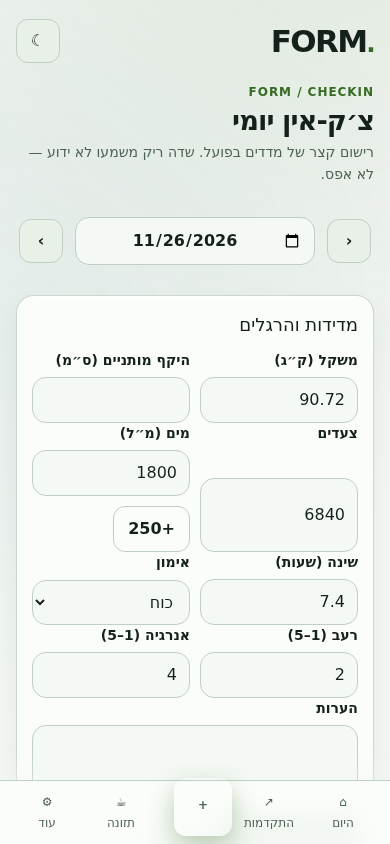 FORM.
FORM / CHECKIN
צ׳ק-אין יומי
רישום קצר של מדדים בפועל. שדה ריק משמעו לא ידוע —
לא אפס.
11/26/2026
מדידות והרגלים
משקל (ק״ג)
היקף מותניים (ס״מ)
90.72
צעדים
מים (מ״ל)
6840
1800
+250
שינה (שעות)
אימון
7.4
כוח
רעב (1–5)
אנרגיה (1–5)
2
4
הערות
+
היום
התקדמות
תזונה
עוד